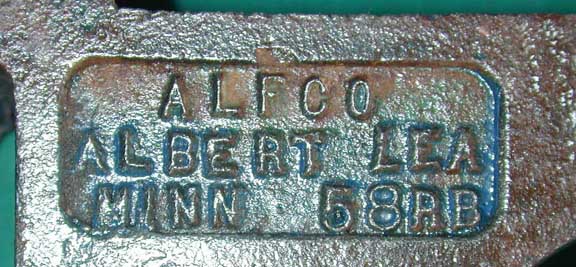 ALFCO
ALBERT LEA
MINN 58RB